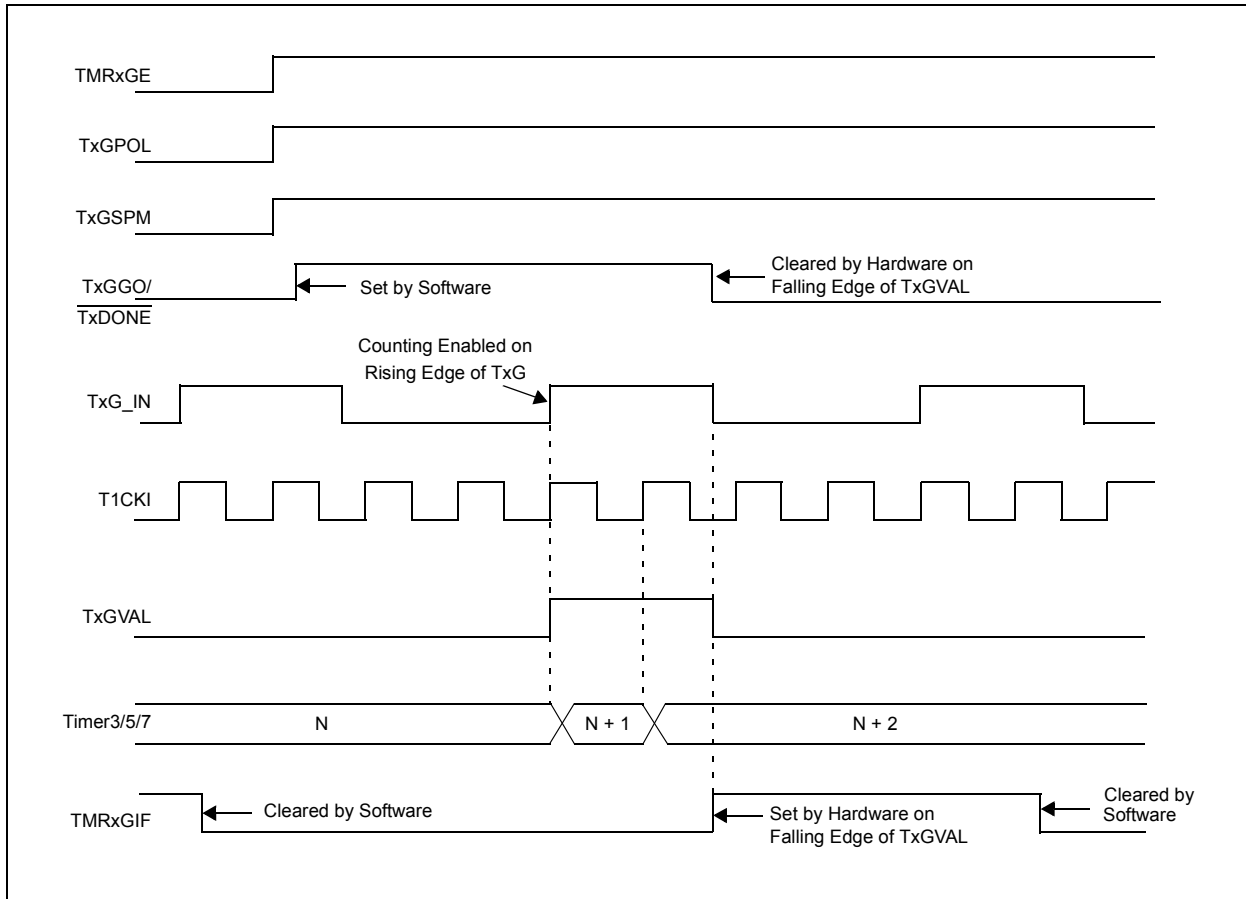 TMRxGE
TxGPOL
TxGSPM
TxGGO/
TxDONE
Set by Software
Cleared by Hardware on
Falling Edge of TxGVAL
Counting Enabled on
Rising Edge of TxG
TxG_IN
T1CKI
TxGVAL
Timer3/5/7
N
N + 1
N + 2
TMRxGIF
Cleared by Software
Set by Hardware on
Falling Edge of TxGVAL
Cleared by
Software